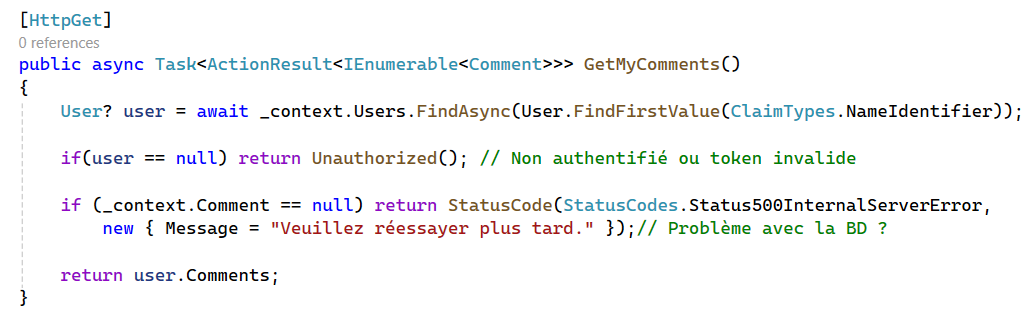 [HttpGet]
0 references
public async Task<ActionResult<IEnumerable<Comment>>> GetMyComments()
{
User? user = await _context.Users.FindAsync(User.FindFirstValue(ClaimTypes.NameIdentifier));
if(user == null) return Unauthorized(); // Non authentifié ou token invalide
if (_context.Comment == null) return StatusCode(StatusCodes.Status500InternalServerError,
new { Message = "Veuillez réessayer plus tard." });// Problème avec la BD ?
return user.Comments;
}